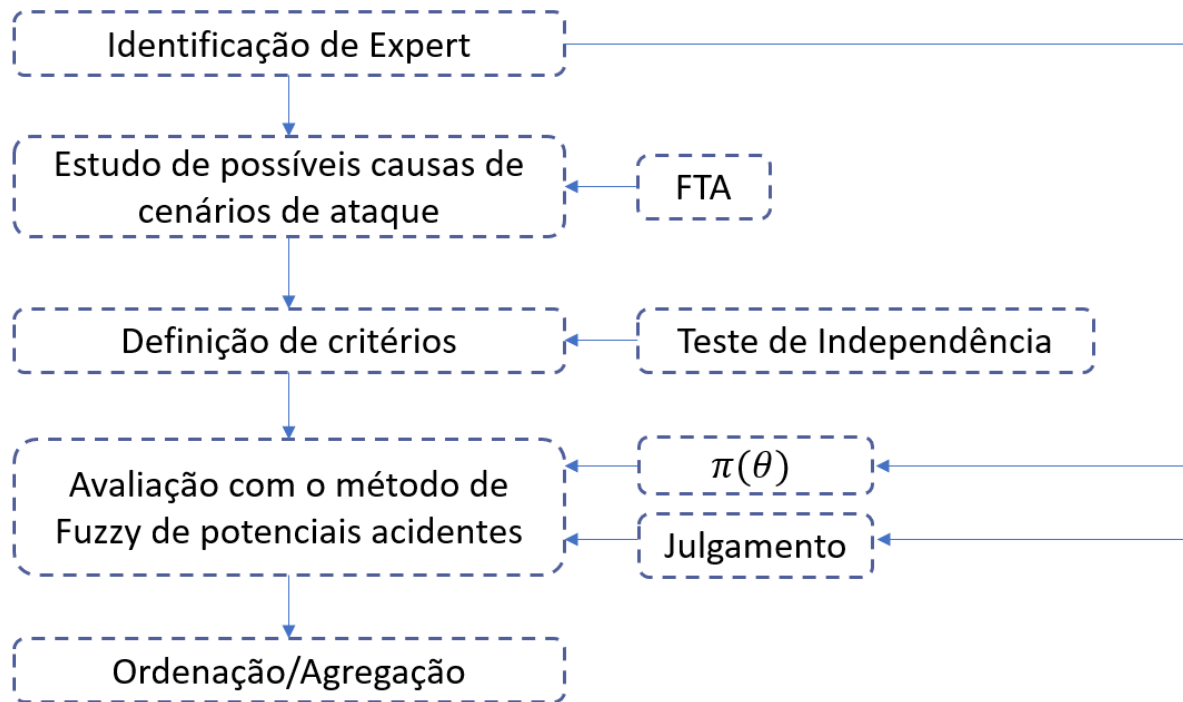 Identificação de Expert
Estudo de possíveis causas de
cenários de ataque
FTA
Definição de critérios
Teste de Independência
Avaliação com o método de
Fuzzy de potenciais acidentes
π(θ)
Julgamento
Ordenação/Agregação